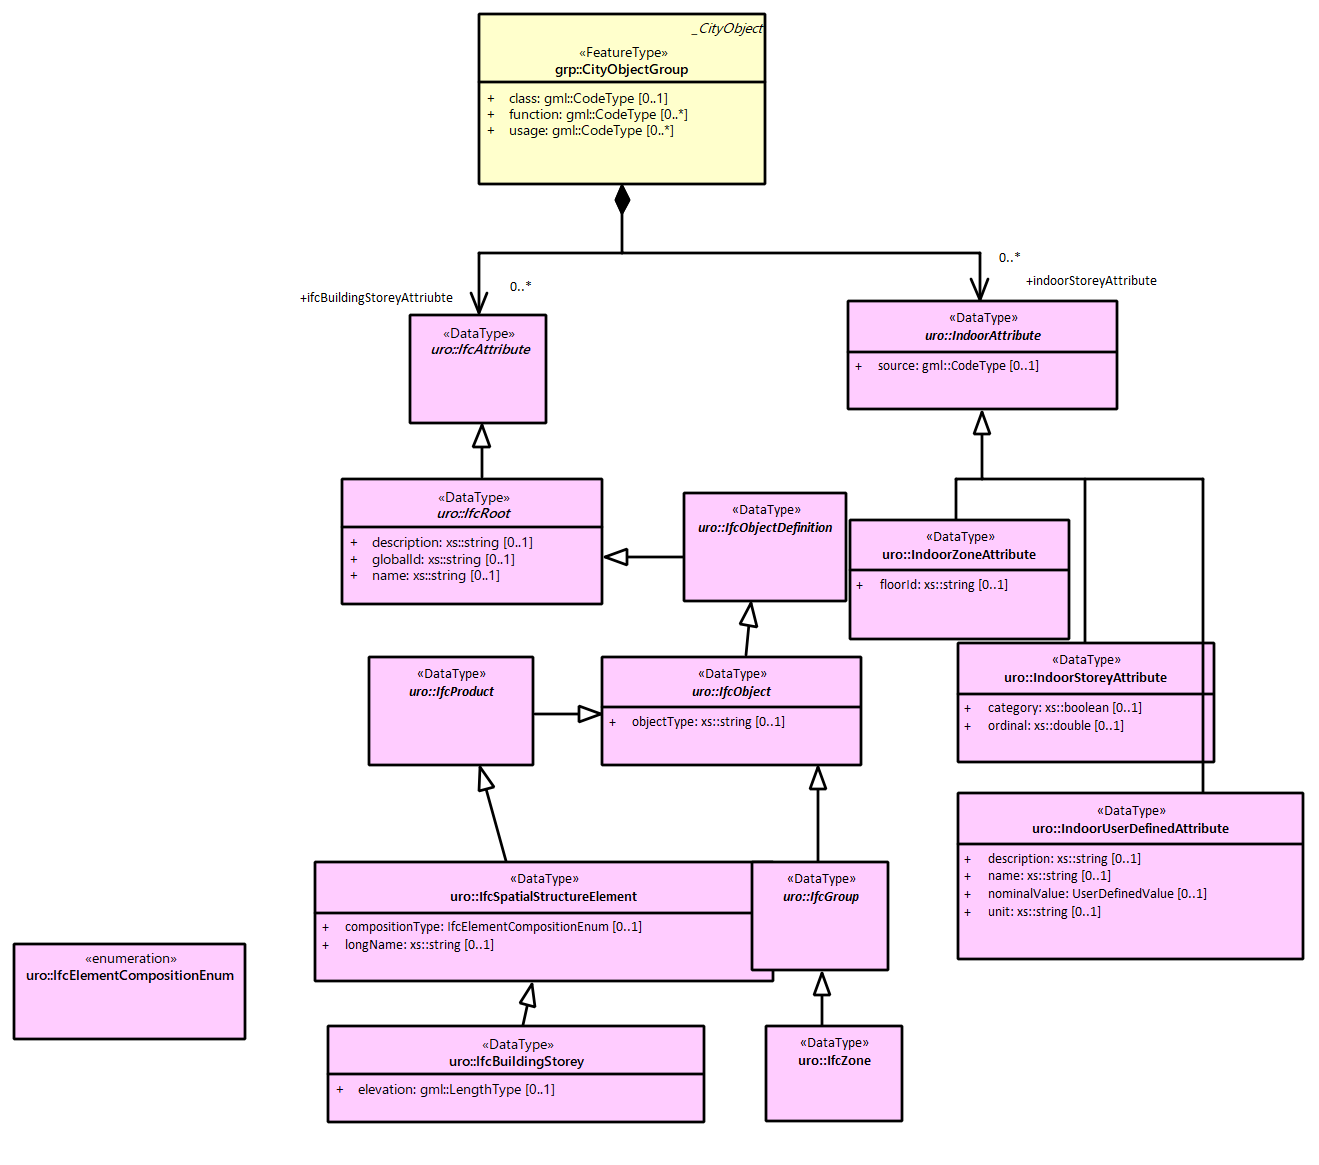 _CityObject
«FeatureType»
grp::CityObjectGroup
+ class: gml::CodeType [0..1]
+ function: gml::CodeType [0..*]
+ usage: gml::CodeType [0..*]
0..*
+ifcBuildingStoreyAttriubte
0..*
+indoorStoreyAttribute
«DataType»
uro::IfcAttribute
«DataType»
uro::IndoorAttribute
+ source: gml::CodeType [0..1]
«DataType»
uro::IfcRoot
+ description: xs::string [0..1]
+ globalId: xs::string [0..1]
+ name: xs::string [0..1]
«DataType»
uro::IfcObjectDefinition
«DataType»
uro::IndoorZoneAttribute
+ floorId: xs::string [0..1]
«DataType»
uro::IfcProduct
«DataType»
uro::IfcObject
+ objectType: xs::string [0..1]
«DataType»
uro::IndoorStoreyAttribute
+ category: xs::boolean [0..1]
+ ordinal: xs::double [0..1]
«DataType»
uro::IndoorUserDefinedAttribute
+ description: xs::string [0..1]
+ name: xs::string [0..1]
+ nominalValue: UserDefinedValue [0..1]
+ unit: xs::string [0..1]
«DataType»
uro::IfcSpatialStructureElement
+ compositionType: IfcElementCompositionEnum [0..1]
+ longName: xs::string [0..1]
«DataType»
uro::IfcGroup
«enumeration»
uro::IfcElementCompositionEnum
«DataType»
uro::IfcBuildingStorey
+ elevation: gml::LengthType [0..1]
«DataType»
uro::IfcZone